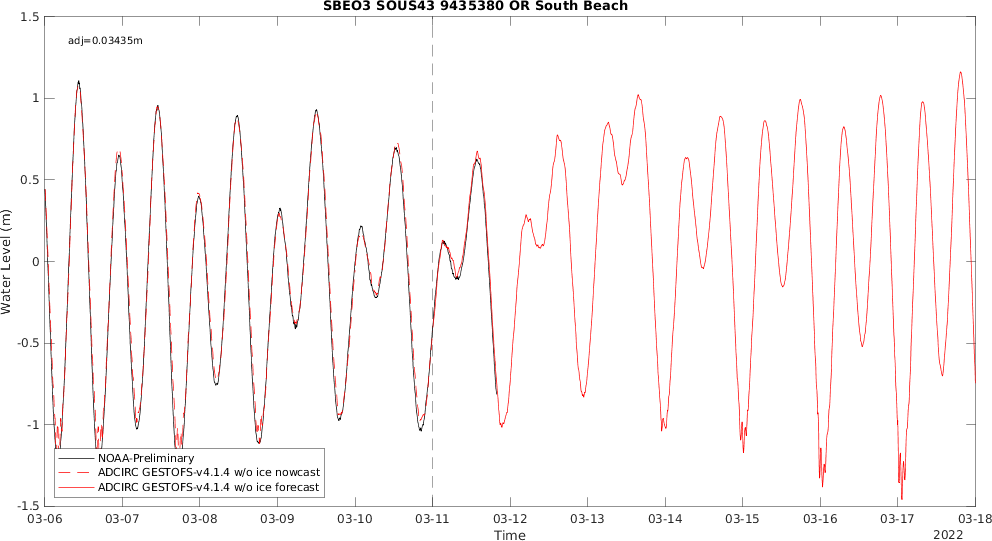 SBEO3 SOUS43 9435380 OR South Beach
adj=0.03435m
1.5
1
0.5
0
-0.5
-1
-1.5
Water Level (m)
NOAA-Preliminary
ADCIRC GESTOFS-v4.1.4 w/o ice nowcast
ADCIRC GESTOFS-v4.1.4 w/o ice forecast
03-06 03-07 03-08 03-09 03-10 03-11 03-12 03-13 03-14 03-15 03-16 03-17 03-18
Time
2022